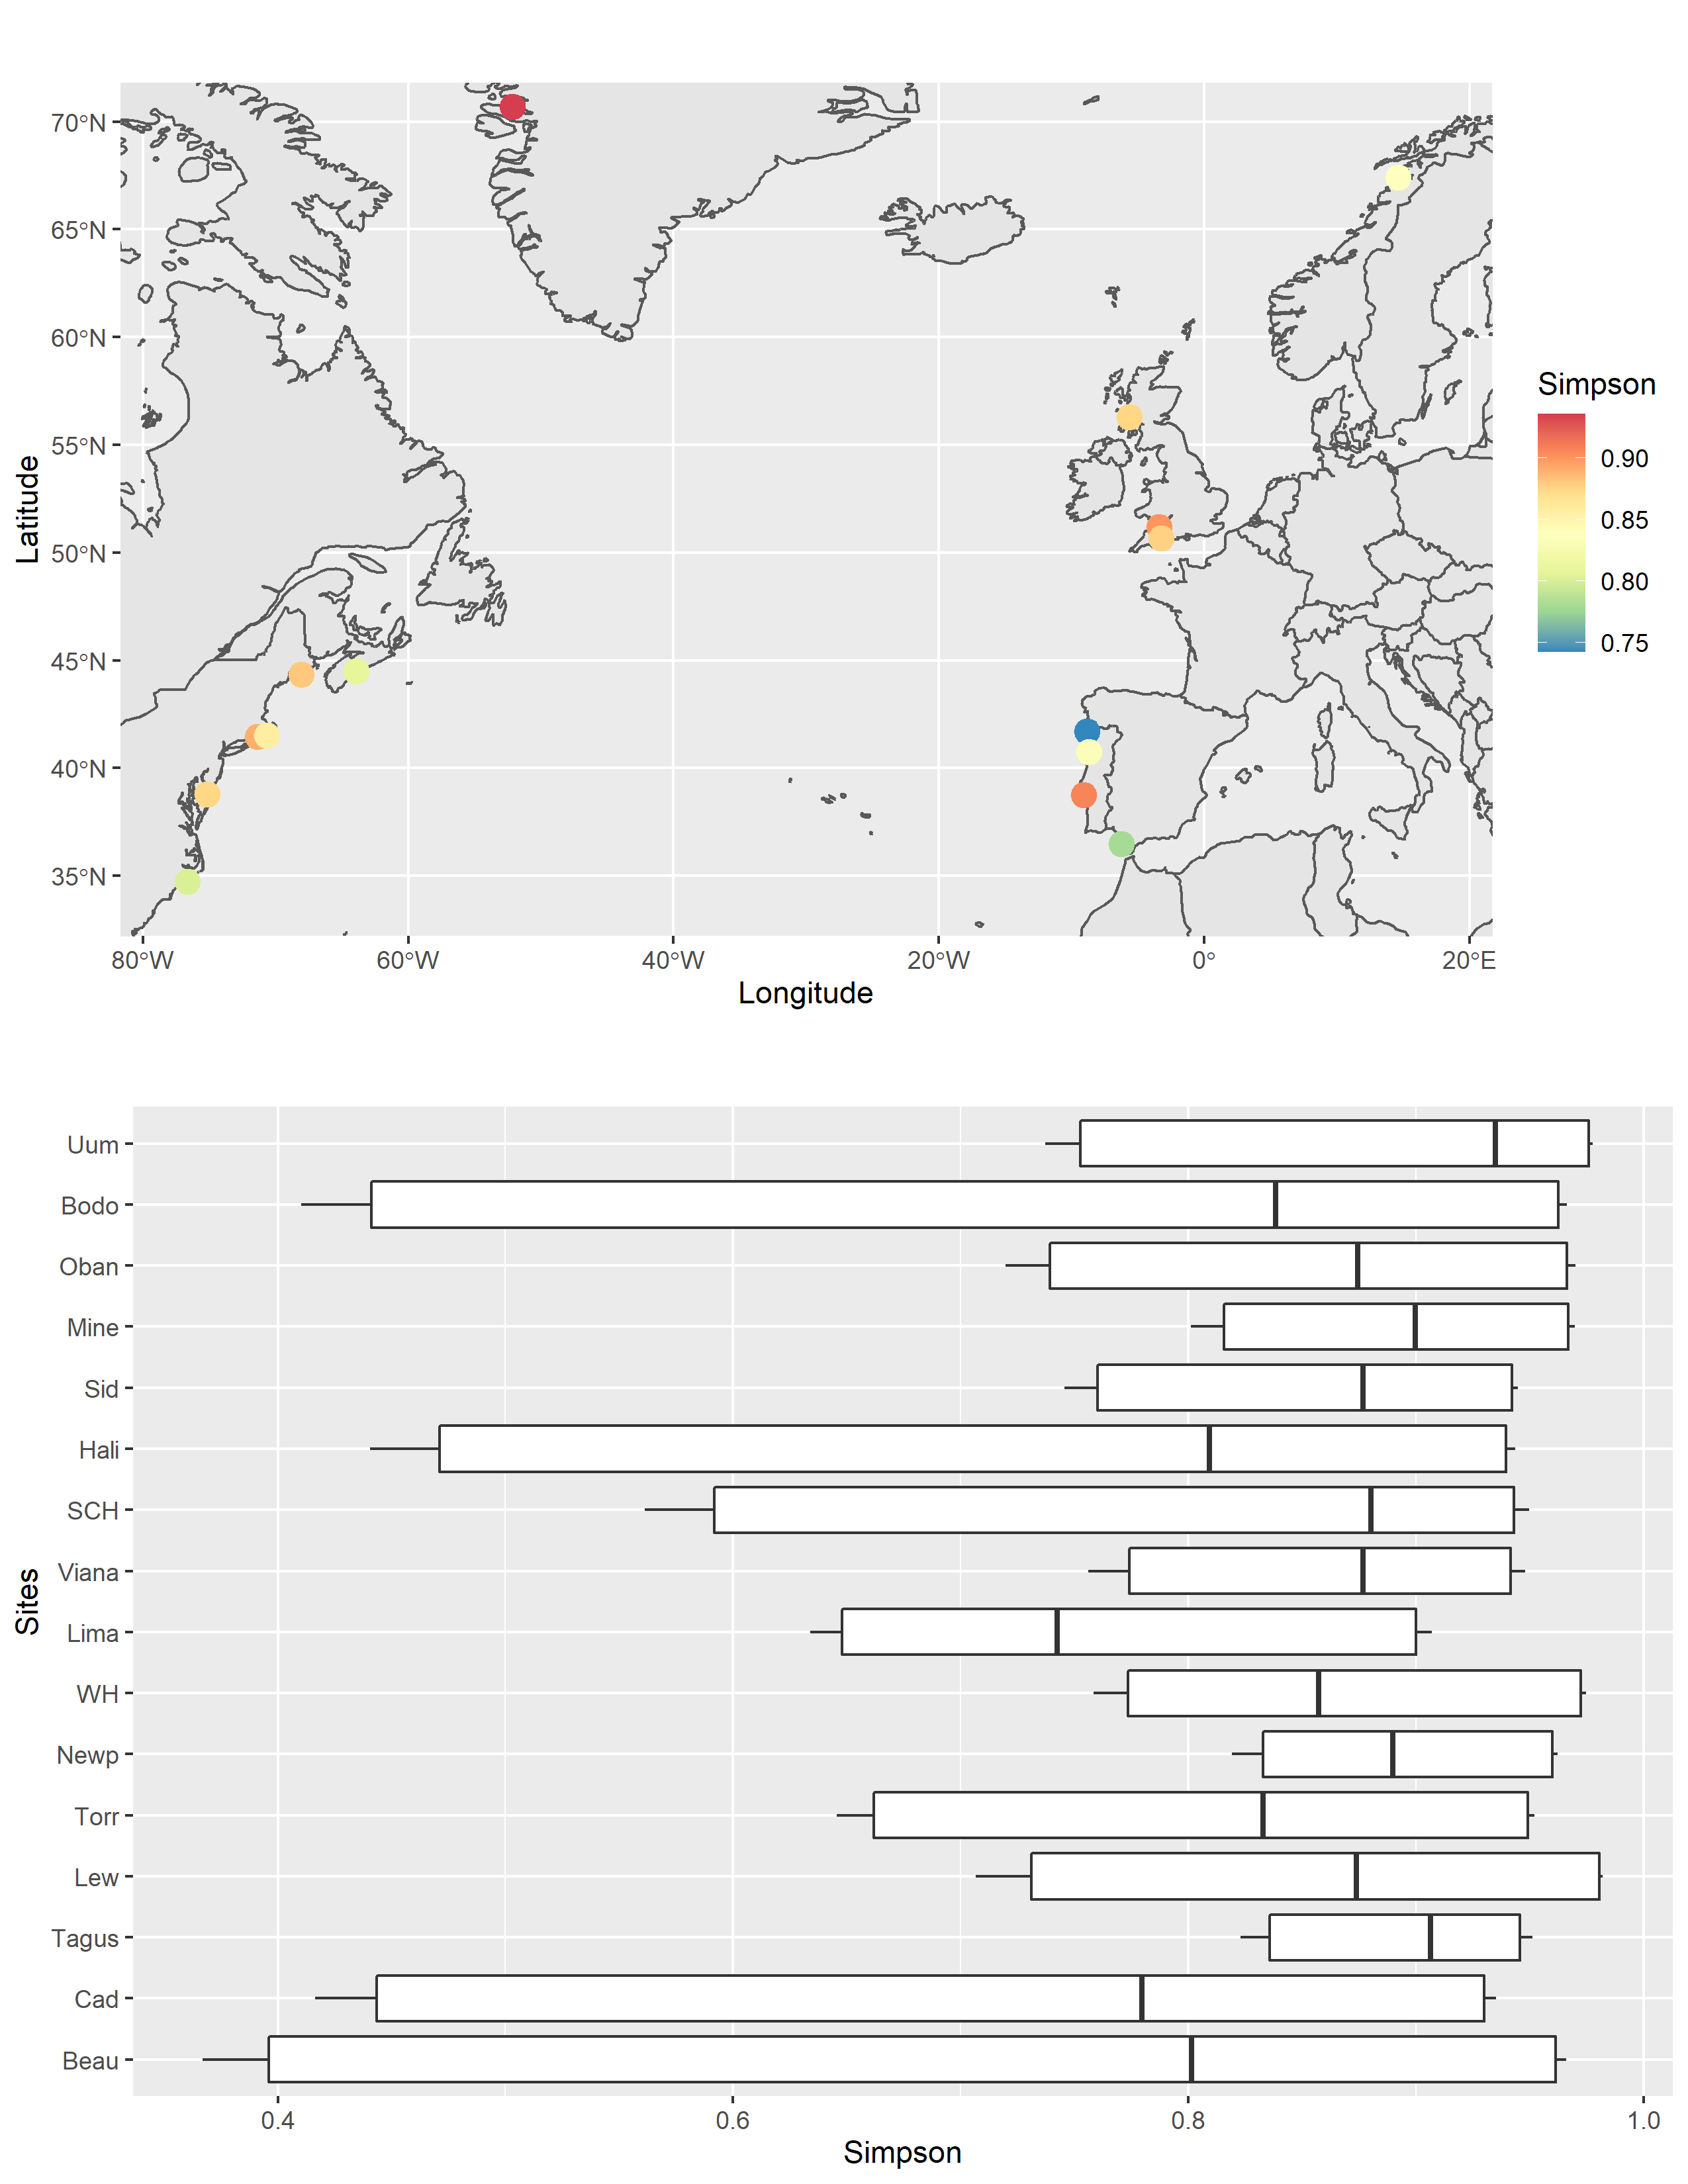 70°N
65°N
60°N
55°N
50°N
45°N
40°N
35°N
Latitude
80°W 60°W 40°W 20°W 0° 20°E
Longitude
Simpson
0.90
0.85
0.80
0.75
Uum
Bodo
Oban
Mine
Sid
Hali
SCH
Viana
Lima
WH
Newp
Torr
Lew
Tagus
Cad
Beau
Sites
0.4 0.6 0.8 1.0
Simpson